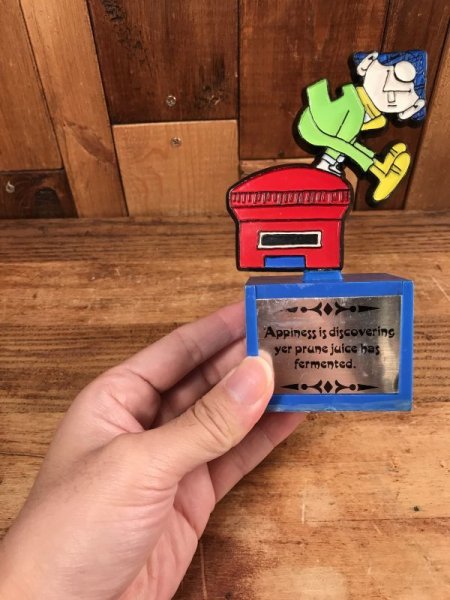 'Appiness is discovering
yer prune juice has
fermented.